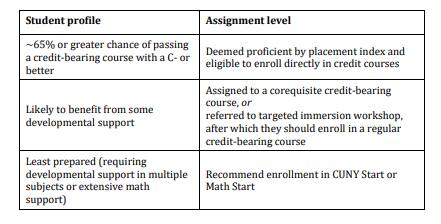 Student profile
Assignment level
~65% or greater chance of passing
a credit-bearing course with a C- or
better
Deemed proficient by placement index and
eligible to enroll directly in credit courses
Likely to benefit from some
developmental support
Assigned to a corequisite credit-bearing
course, or
referred to targeted immersion workshop,
after which they should enroll in a regular
credit-bearing course
Least prepared (requiring
developmental support in multiple
subjects or extensive math
support)
Recommend enrollment in CUNY Start or
Math Start